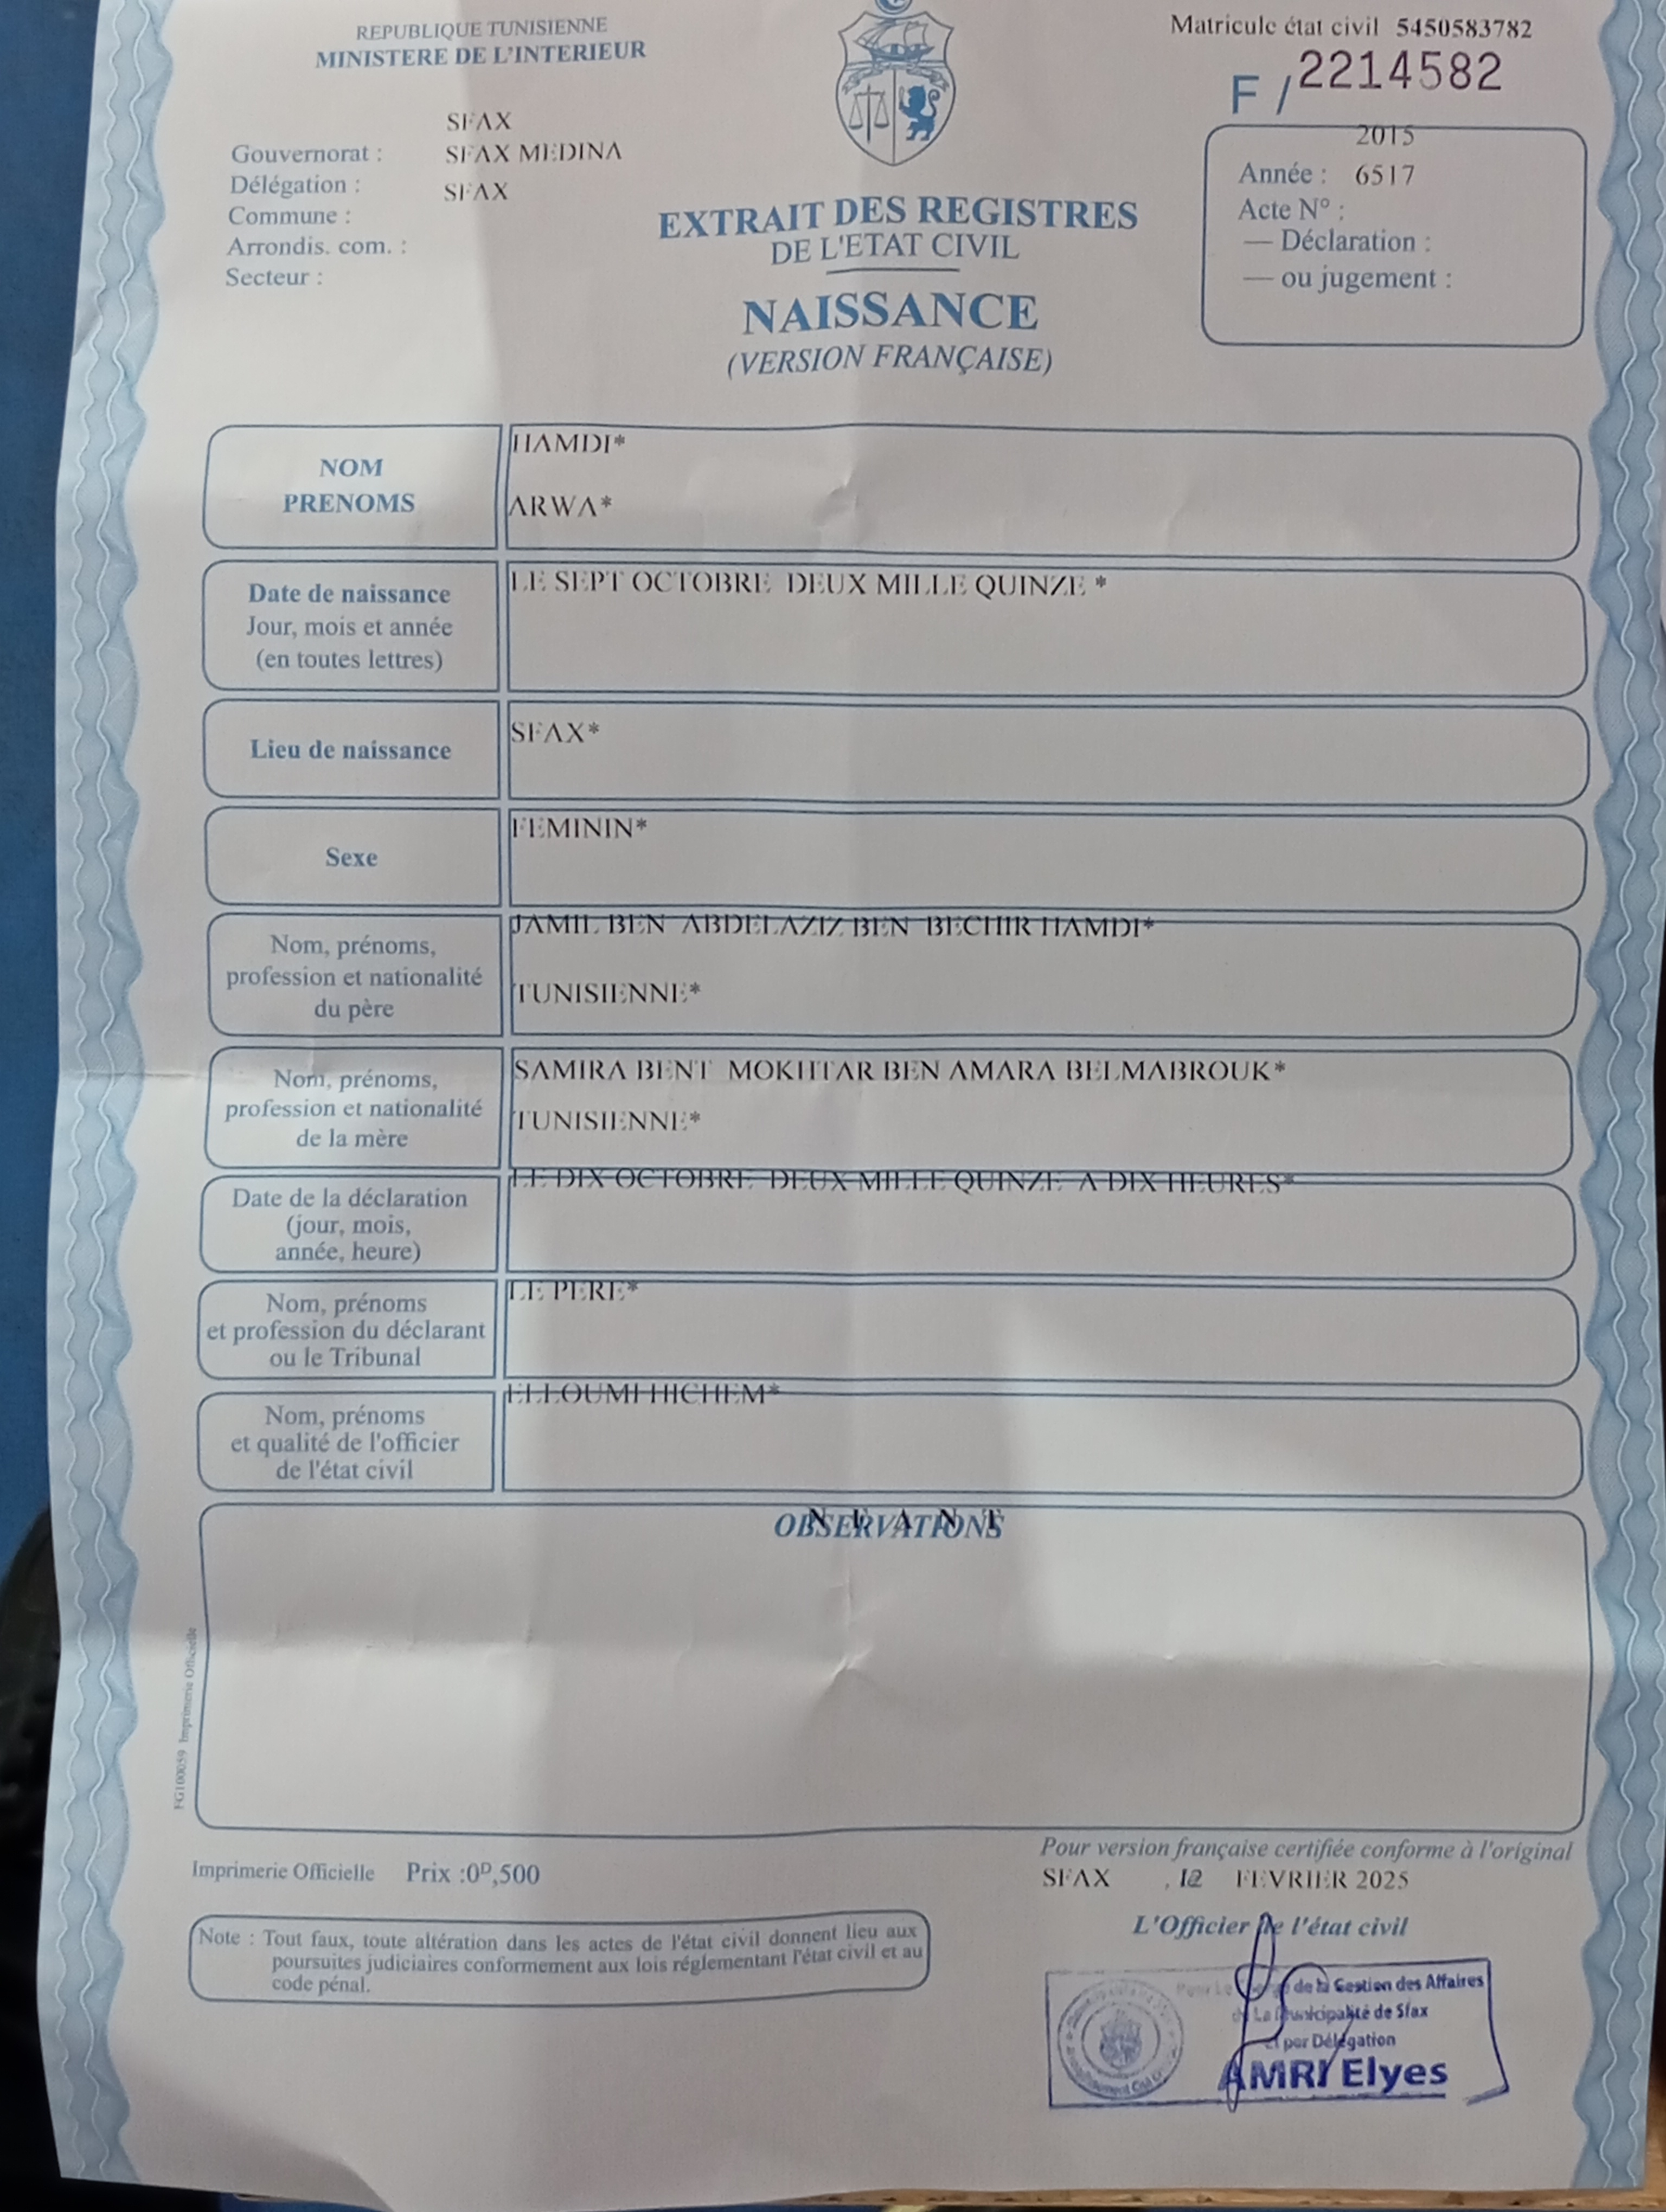 REPUBLIQUE TUNISIENNE
MINISTERE DE L'INTERIEUR
Matricule état civil 5450583782
F / 2214582
SFAX
Gouvernorat : SFAX MEDINA
Délégation : SFAX
Commune :
Arrondis. com. :
Secteur :
2015
Année : 6517
Acte N° :
— Déclaration :
— ou jugement :
EXTRAIT DES REGISTRES
DE L'ETAT CIVIL
NAISSANCE
(VERSION FRANÇAISE)
NOM
PRENOMS
HAMDI*
ARWA*
Date de naissance
Jour, mois et année
(en toutes lettres)
LE SEPT OCTOBRE DEUX MILLE QUINZE *
Lieu de naissance
SFAX*
Sexe
FEMININ*
Nom, prénoms,
profession et nationalité
du père
JAMIL BEN ABDELAZIZ BEN BECHIR HAMDI*
TUNISIENNE*
Nom, prénoms,
profession et nationalité
de la mère
SAMIRA BENT MOKHTAR BEN AMARA BELMABROUK*
TUNISIENNE*
Date de la déclaration
(jour, mois,
année, heure)
LE DIX OCTOBRE DEUX MILLE QUINZE A DIX HEURES*
Nom, prénoms
et profession du déclarant
ou le Tribunal
LE PERE*
Nom, prénoms
et qualité de l'officier
de l'état civil
ELLOUMI HICHEM*
OBSERVATIONS
N E A N T
FG100059 Imprimerie Officielle
Imprimerie Officielle Prix :0ᴰ,500
Pour version française certifiée conforme à l'original
SFAX , 12 FEVRIER 2025
L'Officier de l'état civil
Note : Tout faux, toute altération dans les actes de l'état civil donnent lieu aux
poursuites judiciaires conformement aux lois réglementant l'état civil et au
code pénal.
de la Gestion des Affaires
de La Municipalité de Sfax
et par Délégation
AMRI Elyes